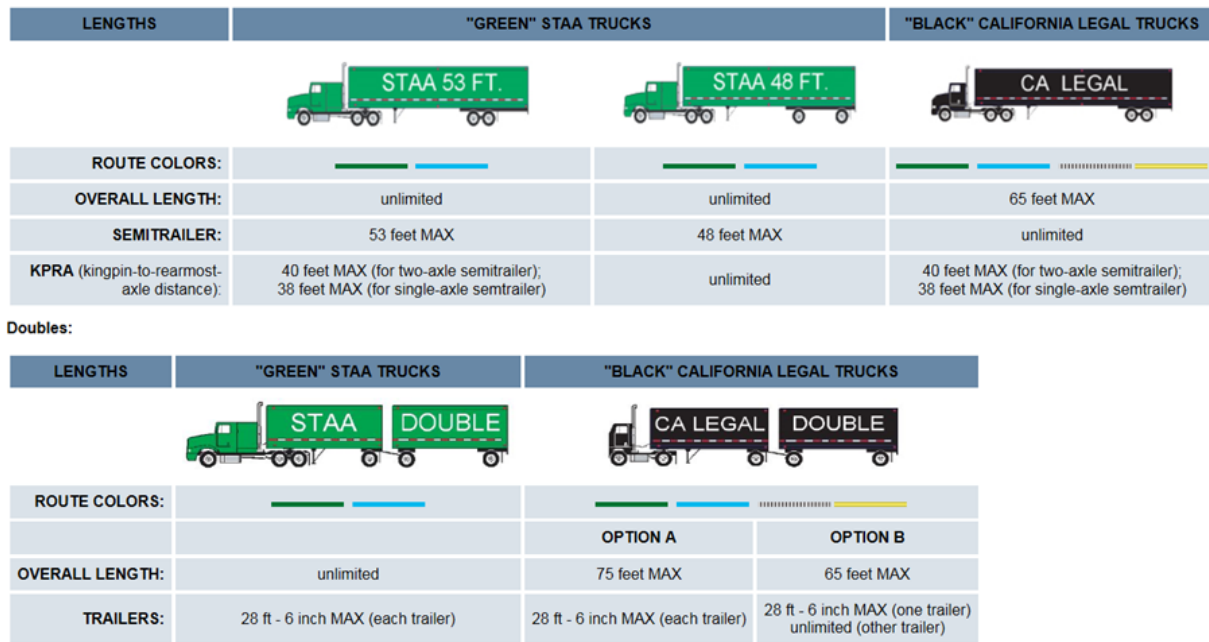 LENGTHS
"GREEN" STAA TRUCKS
"BLACK" CALIFORNIA LEGAL TRUCKS
STAA 53 FT.
STAA 48 FT.
CA LEGAL
ROUTE COLORS:
OVERALL LENGTH:
unlimited
unlimited
65 feet MAX
SEMITRAILER:
53 feet MAX
48 feet MAX
unlimited
KPRA (kingpin-to-rearmost-
axle distance):
40 feet MAX (for two-axle semitrailer);
38 feet MAX (for single-axle semtrailer)
unlimited
40 feet MAX (for two-axle semitrailer);
38 feet MAX (for single-axle semtrailer)
Doubles:
LENGTHS
"GREEN" STAA TRUCKS
"BLACK" CALIFORNIA LEGAL TRUCKS
STAA DOUBLE
CA LEGAL DOUBLE
ROUTE COLORS:
OPTION A
OPTION B
OVERALL LENGTH:
unlimited
75 feet MAX
65 feet MAX
TRAILERS:
28 ft - 6 inch MAX (each trailer)
28 ft - 6 inch MAX (each trailer)
28 ft - 6 inch MAX (one trailer)
unlimited (other trailer)